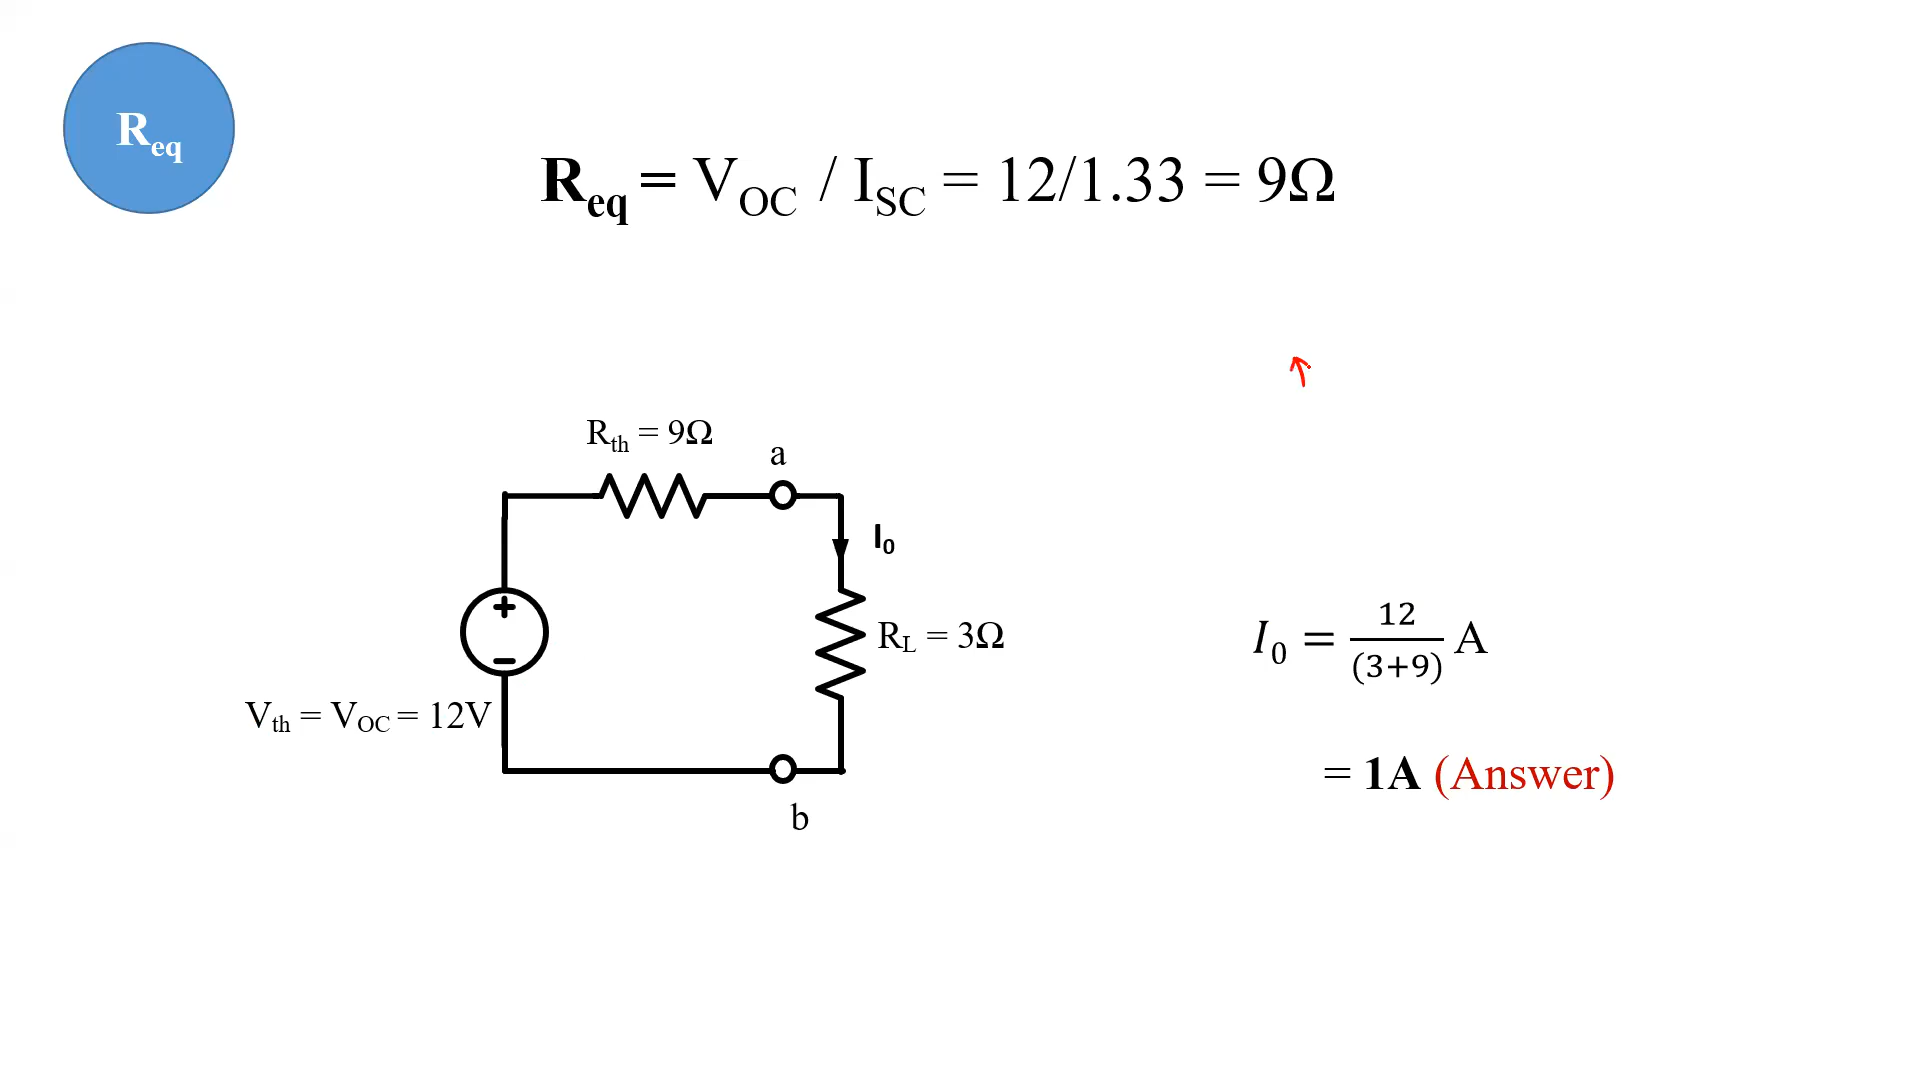 Req
Req = VOC / ISC = 12/1.33 = 9Ω
Rth = 9Ω
a
I0
+
RL = 3Ω
I0 = 12/(3+9) A
Vth = VOC = 12V
= 1A (Answer)
b